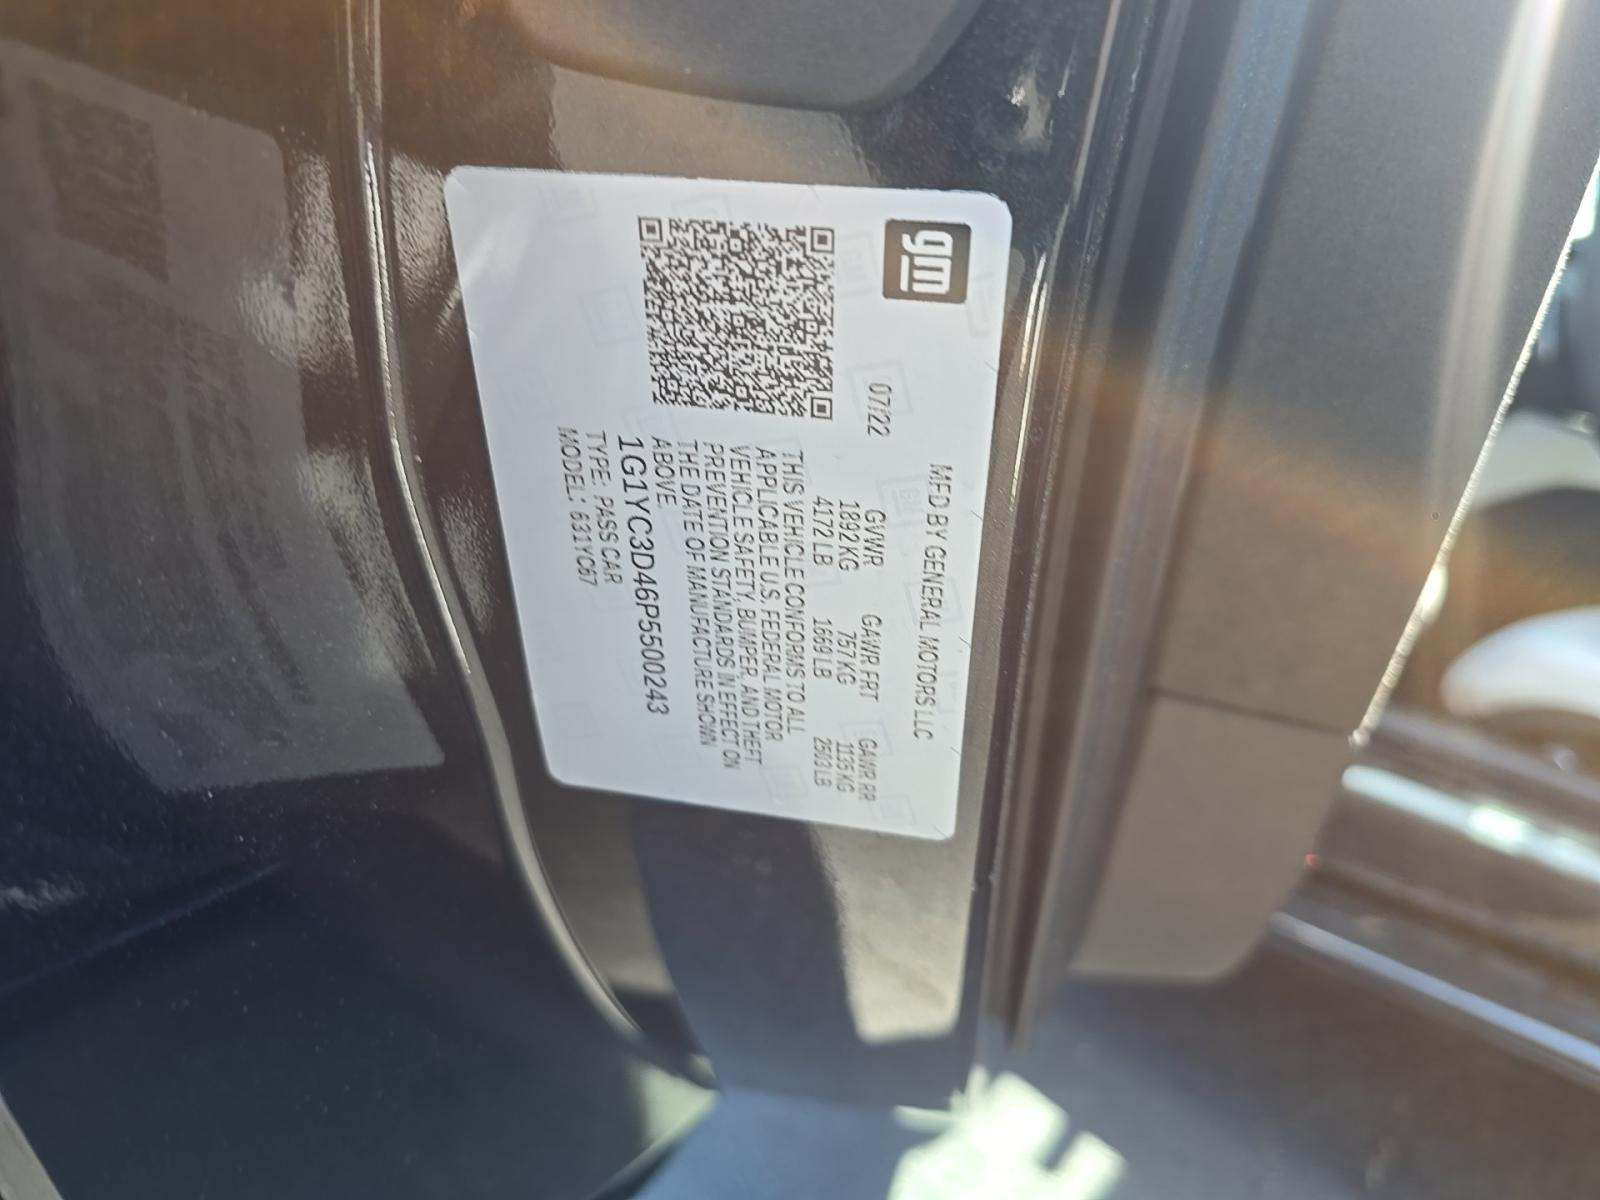 gm
MFD BY GENERAL MOTORS LLC
07/22
GVWR GAWR FRT GAWR RR
1892 KG 757 KG 1135 KG
4172 LB 1669 LB 2503 LB
THIS VEHICLE CONFORMS TO ALL
APPLICABLE U.S. FEDERAL MOTOR
VEHICLE SAFETY, BUMPER, AND THEFT
PREVENTION STANDARDS IN EFFECT ON
THE DATE OF MANUFACTURE SHOWN
ABOVE.
1G1YC3D46P5500243
TYPE: PASS CAR
MODEL: 631YC67